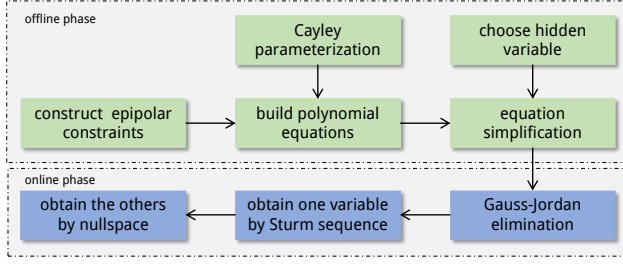 offline phase
Cayley
parameterization
choose hidden
variable
construct epipolar
constraints
build polynomial
equations
equation
simplification
online phase
obtain the others
by nullspace
obtain one variable
by Sturm sequence
Gauss-Jordan
elimination